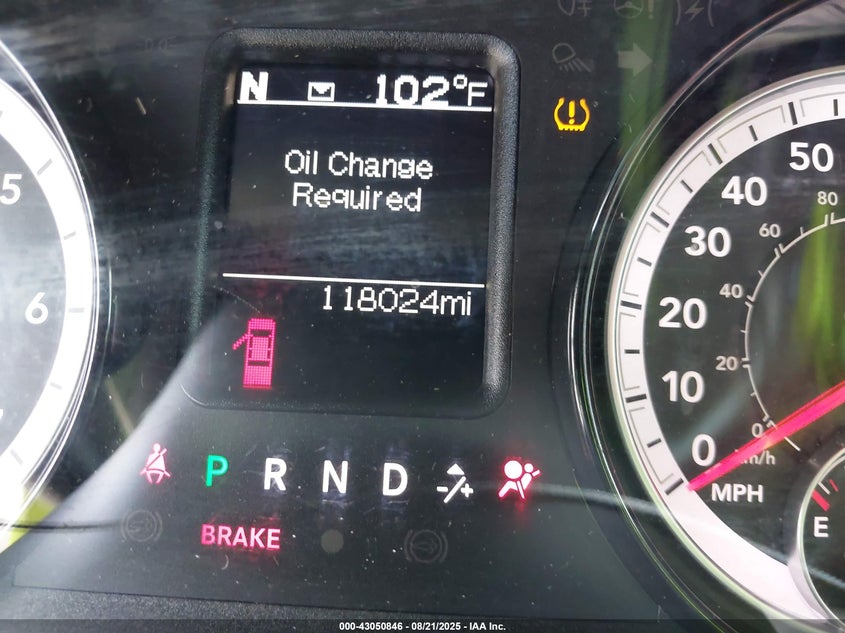 N 102°F
Oil Change
Required
118024mi
5
6
50
40
30
20
10
0
MPH
80
60
40
20
0
km/h
P R N D -/+
BRAKE
E
000-43050846 - 08/21/2025 - IAA Inc.